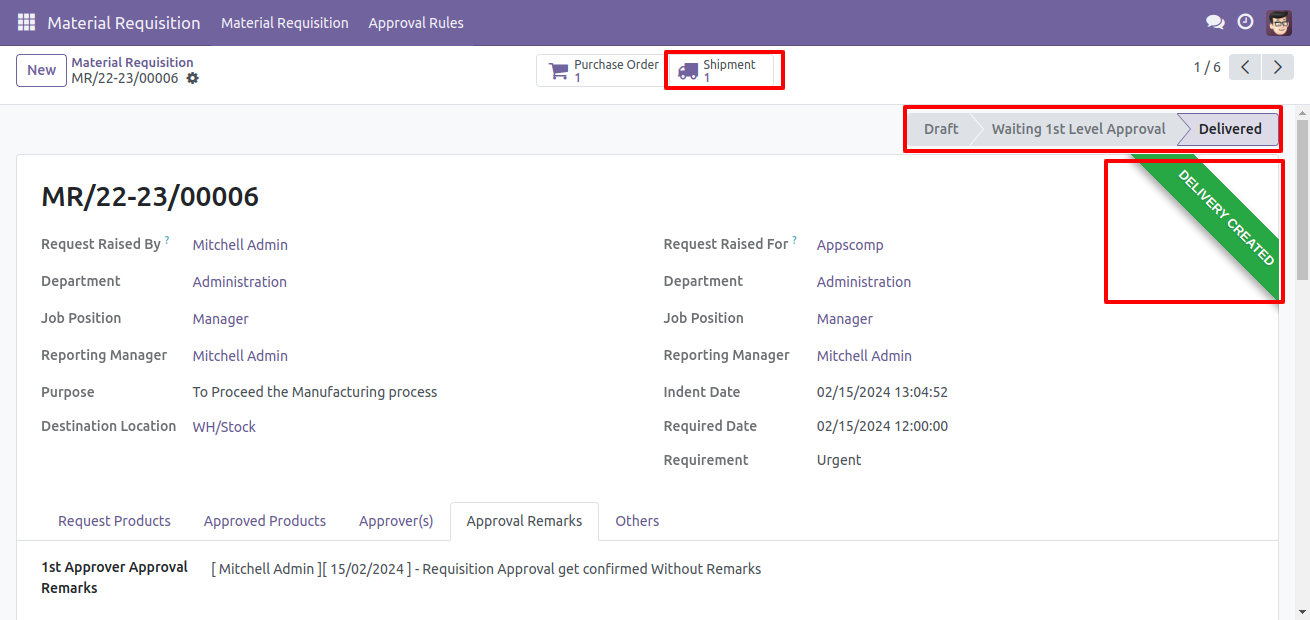 Material Requisition Material Requisition Approval Rules
New
Material Requisition
MR/22-23/00006
Purchase Order
1
Shipment
1
1 / 6
Draft Waiting 1st Level Approval Delivered
DELIVERY CREATED
MR/22-23/00006
Request Raised By ? Mitchell Admin
Request Raised For ? Appscomp
Department Administration
Department Administration
Job Position Manager
Job Position Manager
Reporting Manager Mitchell Admin
Reporting Manager Mitchell Admin
Purpose To Proceed the Manufacturing process
Indent Date 02/15/2024 13:04:52
Destination Location WH/Stock
Required Date 02/15/2024 12:00:00
Requirement Urgent
Request Products Approved Products Approver(s) Approval Remarks Others
1st Approver Approval
Remarks
[ Mitchell Admin ][ 15/02/2024 ] - Requisition Approval get confirmed Without Remarks